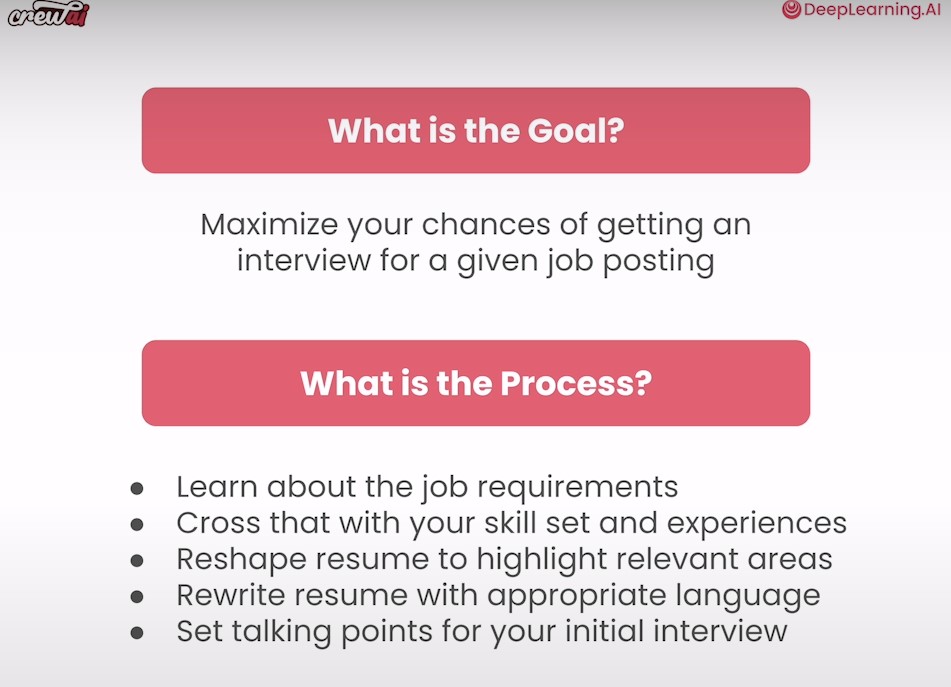 crewai
DeepLearning.AI
What is the Goal?
Maximize your chances of getting an
interview for a given job posting
What is the Process?
● Learn about the job requirements
● Cross that with your skill set and experiences
● Reshape resume to highlight relevant areas
● Rewrite resume with appropriate language
● Set talking points for your initial interview